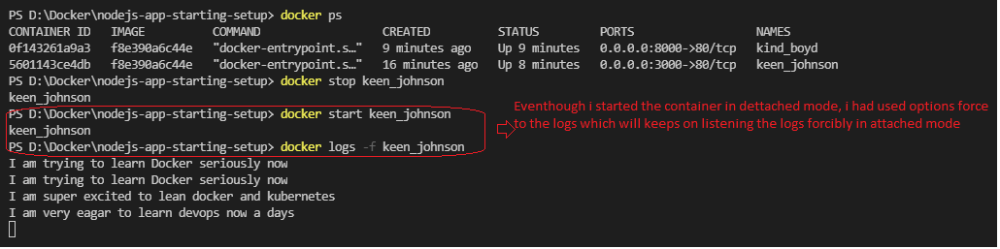 PS D:\Docker\nodejs-app-starting-setup> docker ps
CONTAINER ID IMAGE COMMAND CREATED STATUS PORTS NAMES
0f143261a9a3 f8e390a6c44e "docker-entrypoint.s…" 9 minutes ago Up 9 minutes 0.0.0.0:8000->80/tcp kind_boyd
5601143ce4db f8e390a6c44e "docker-entrypoint.s…" 16 minutes ago Up 8 minutes 0.0.0.0:3000->80/tcp keen_johnson
PS D:\Docker\nodejs-app-starting-setup> docker stop keen_johnson
keen_johnson
PS D:\Docker\nodejs-app-starting-setup> docker start keen_johnson
keen_johnson
PS D:\Docker\nodejs-app-starting-setup> docker logs -f keen_johnson
I am trying to learn Docker seriously now
I am trying to learn Docker seriously now
I am super excited to lean docker and kubernetes
I am very eagar to learn devops now a days
Eventhough i started the container in dettached mode, i had used options force
to the logs which will keeps on listening the logs forcibly in attached mode